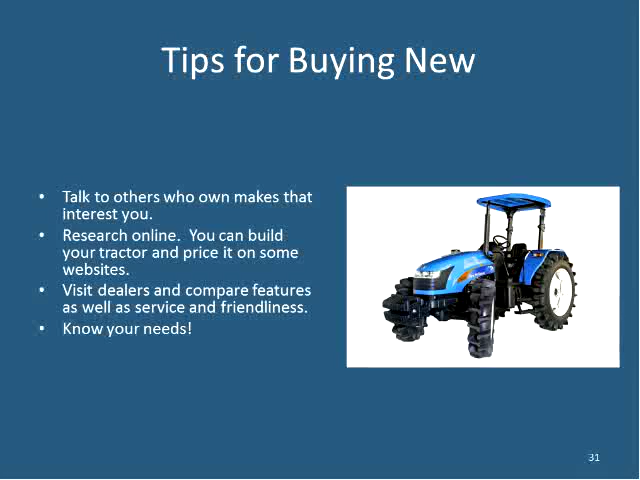 Tips for Buying New
• Talk to others who own makes that
interest you.
• Research online.  You can build
your tractor and price it on some
websites.
• Visit dealers and compare features
as well as service and friendliness.
• Know your needs!
31